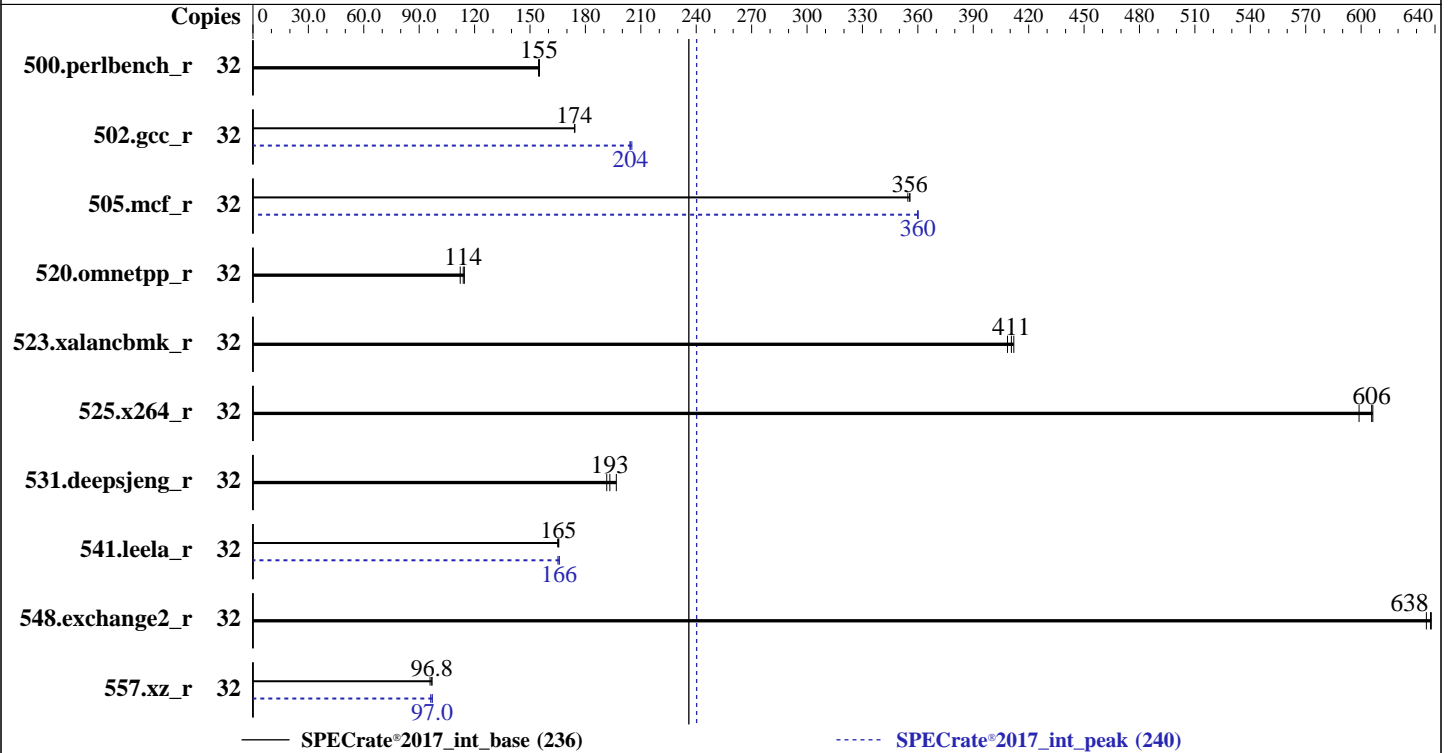 Copies 0 30.0 60.0 90.0 120 150 180 210 240 270 300 330 360 390 420 450 480 510 540 570 600 640
155
500.perlbench_r 32
174
502.gcc_r 32
204
356
505.mcf_r 32
360
114
520.omnetpp_r 32
411
523.xalancbmk_r 32
606
525.x264_r 32
193
531.deepsjeng_r 32
165
541.leela_r 32
166
638
548.exchange2_r 32
96.8
557.xz_r 32
97.0
SPECrate®2017_int_base (236) SPECrate®2017_int_peak (240)